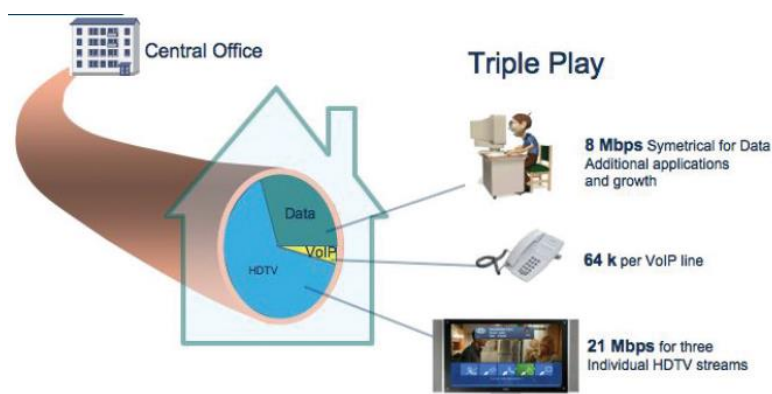 Central Office
Triple Play
8 Mbps Symetrical for Data
Additional applications
and growth
Data
VoIP
HDTV
64 k per VoIP line
21 Mbps for three
Individual HDTV streams